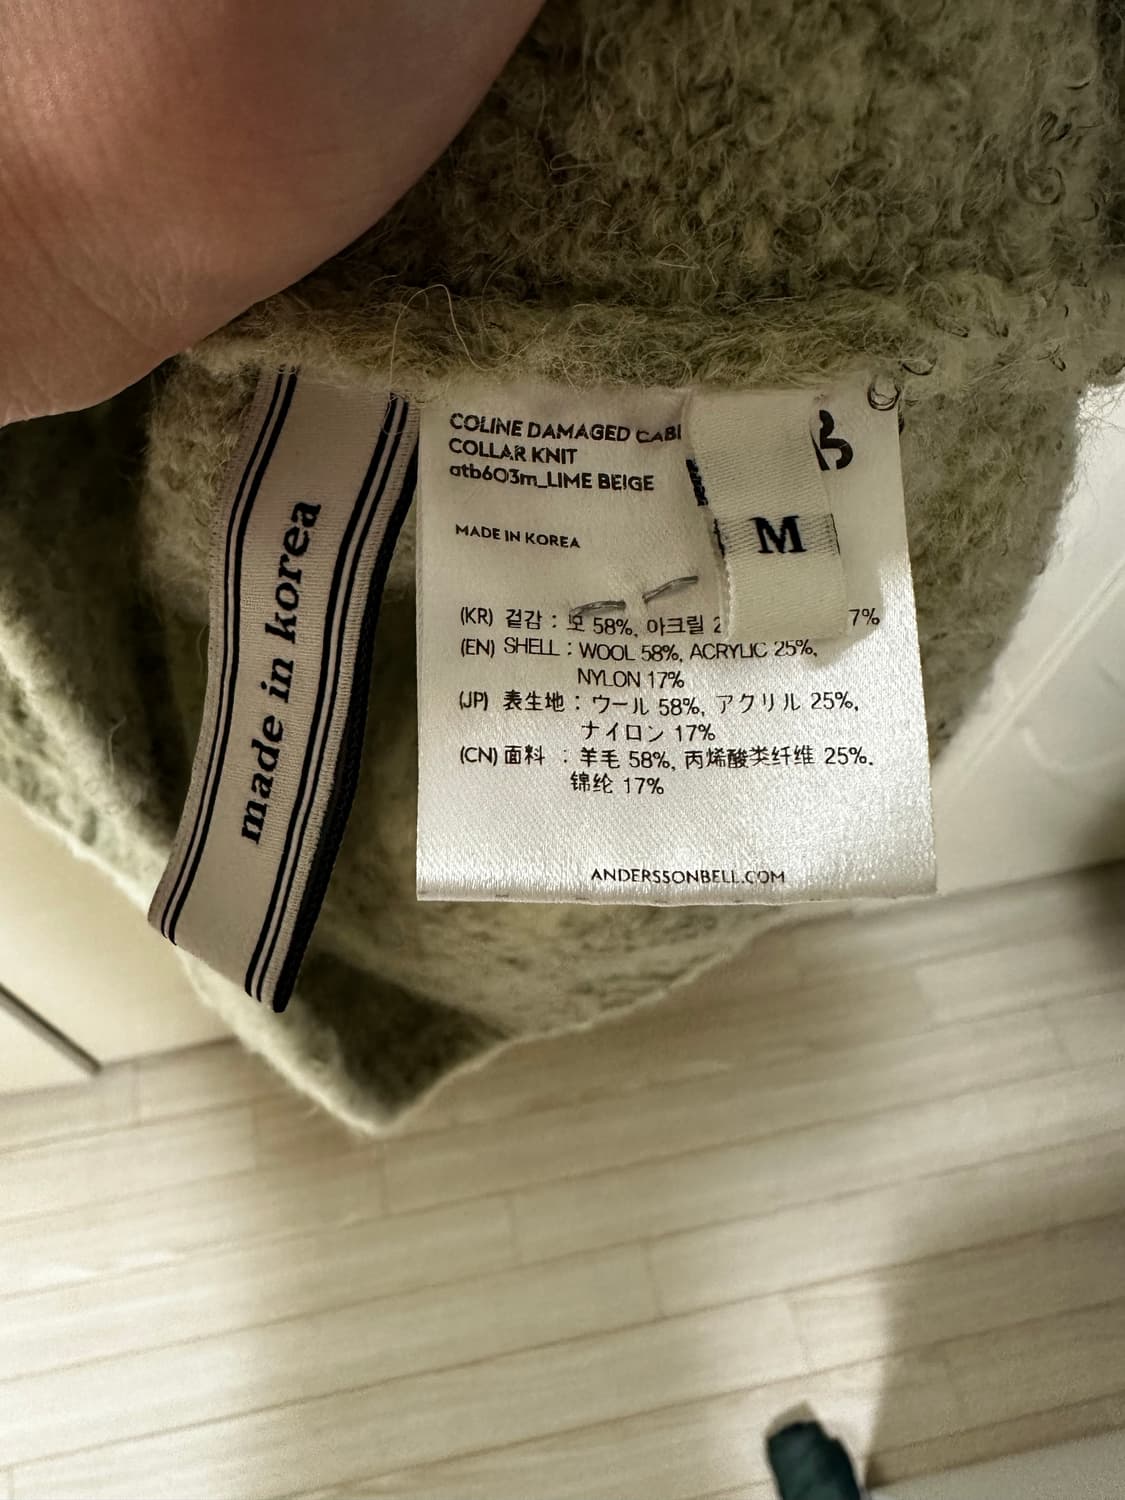 made in korea
COLINE DAMAGED
COLLAR KNIT
atb603m_LIME BEIGE
MADE IN KOREA
M
(KR) 겉감 : 모 58%, 아크릴 7%
(EN) SHELL : WOOL 58%, ACRYLIC 25%,
NYLON 17%
(JP) 表生地 : ウール 58%, アクリル 25%,
ナイロン 17%
(CN) 面料 : 羊毛 58%, 丙烯酸类纤维 25%,
锦纶 17%
ANDERSSONBELL.COM